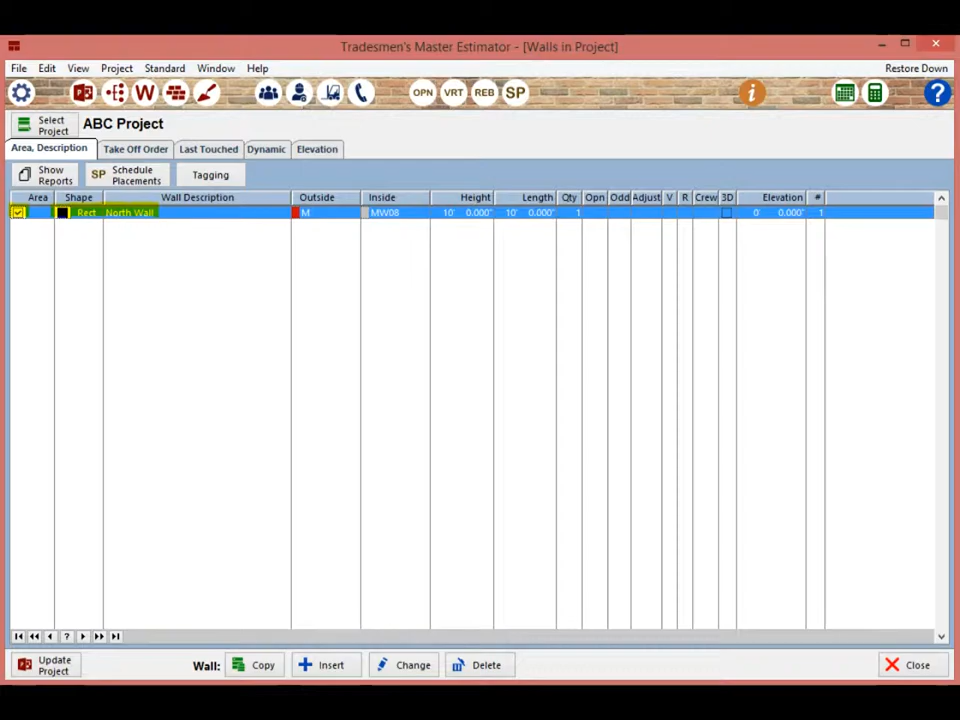 Tradesmen's Master Estimator - [Walls in Project]
File Edit View Project Standard Window Help Restore Down
W OPN VRT REB SP i ?
Select Project ABC Project
Area, Description Take Off Order Last Touched Dynamic Elevation
Show Reports SP Schedule Placements Tagging
Area Shape Wall Description Outside Inside Height Length Qty Opn Odd Adjust V R Crew 3D Elevation #
Rect North Wall M MW08 10' 0.000" 10' 0.000" 1 0' 0.000" 1
?
Update Project Wall: Copy Insert Change Delete Close